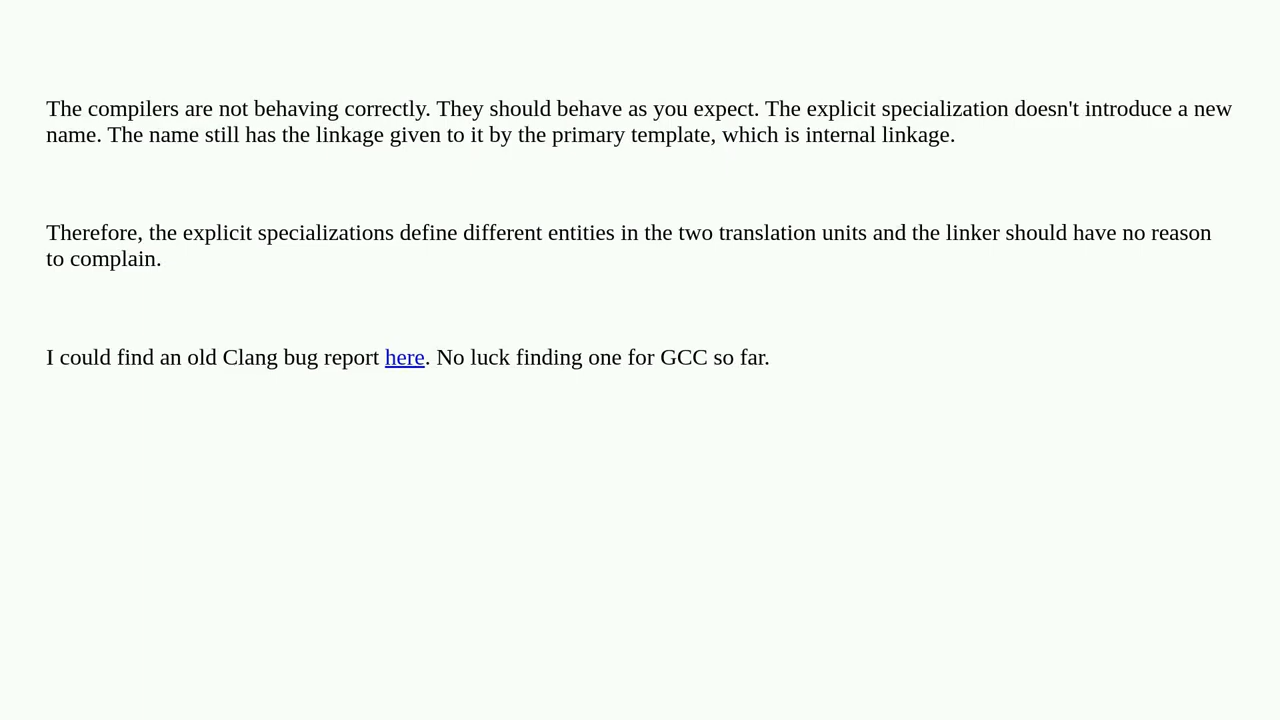 The compilers are not behaving correctly. They should behave as you expect. The explicit specialization doesn't introduce a new
name. The name still has the linkage given to it by the primary template, which is internal linkage.
Therefore, the explicit specializations define different entities in the two translation units and the linker should have no reason
to complain.
I could find an old Clang bug report here. No luck finding one for GCC so far.